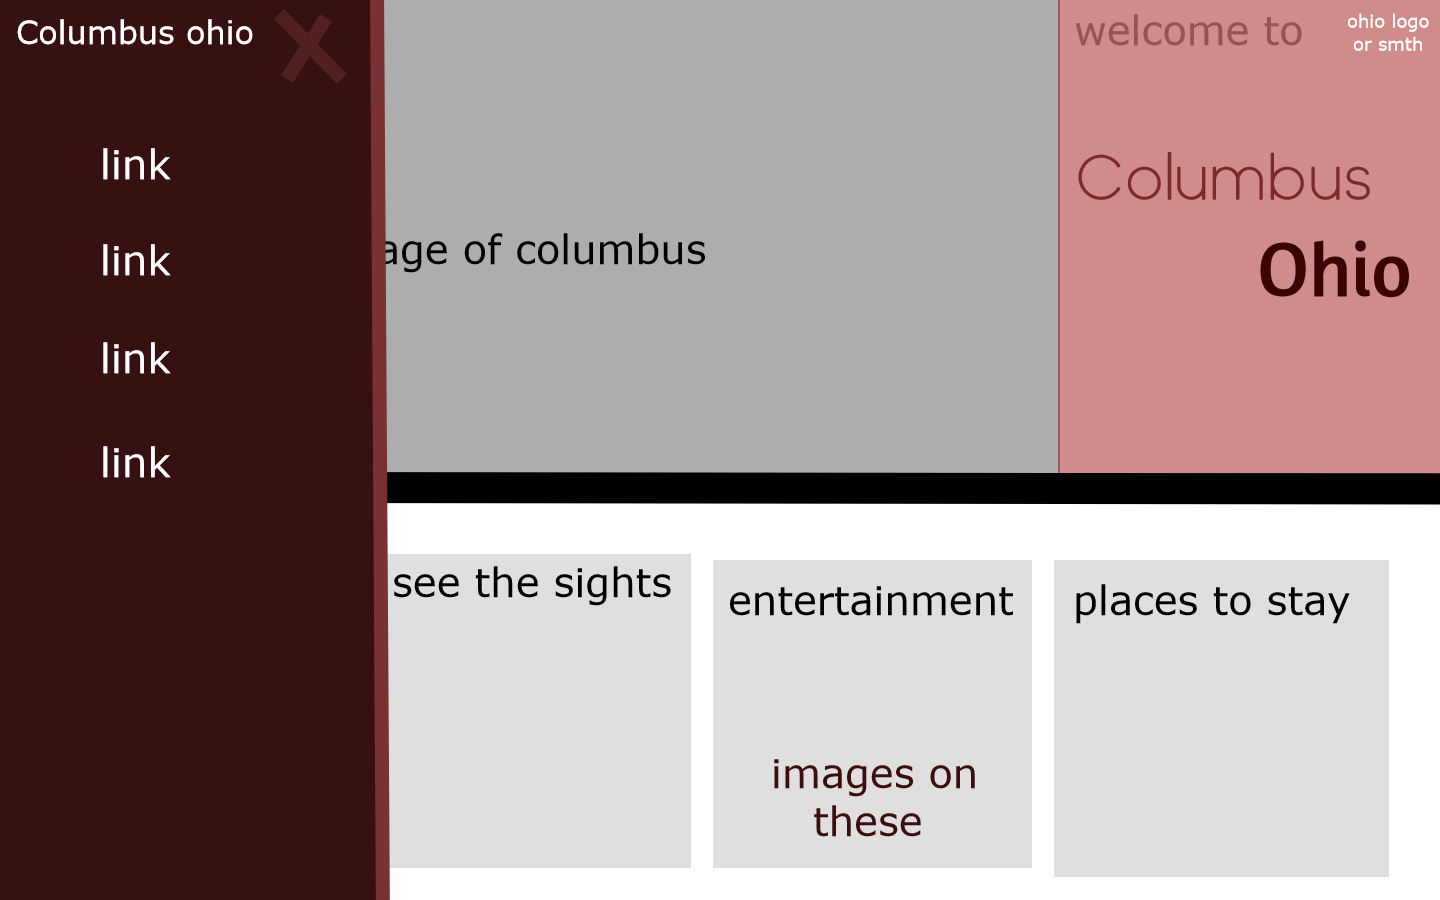 Columbus ohio
link
link
link
link
age of columbus
welcome to
ohio logo
or smth
Columbus
Ohio
see the sights
entertainment
images on
these
places to stay